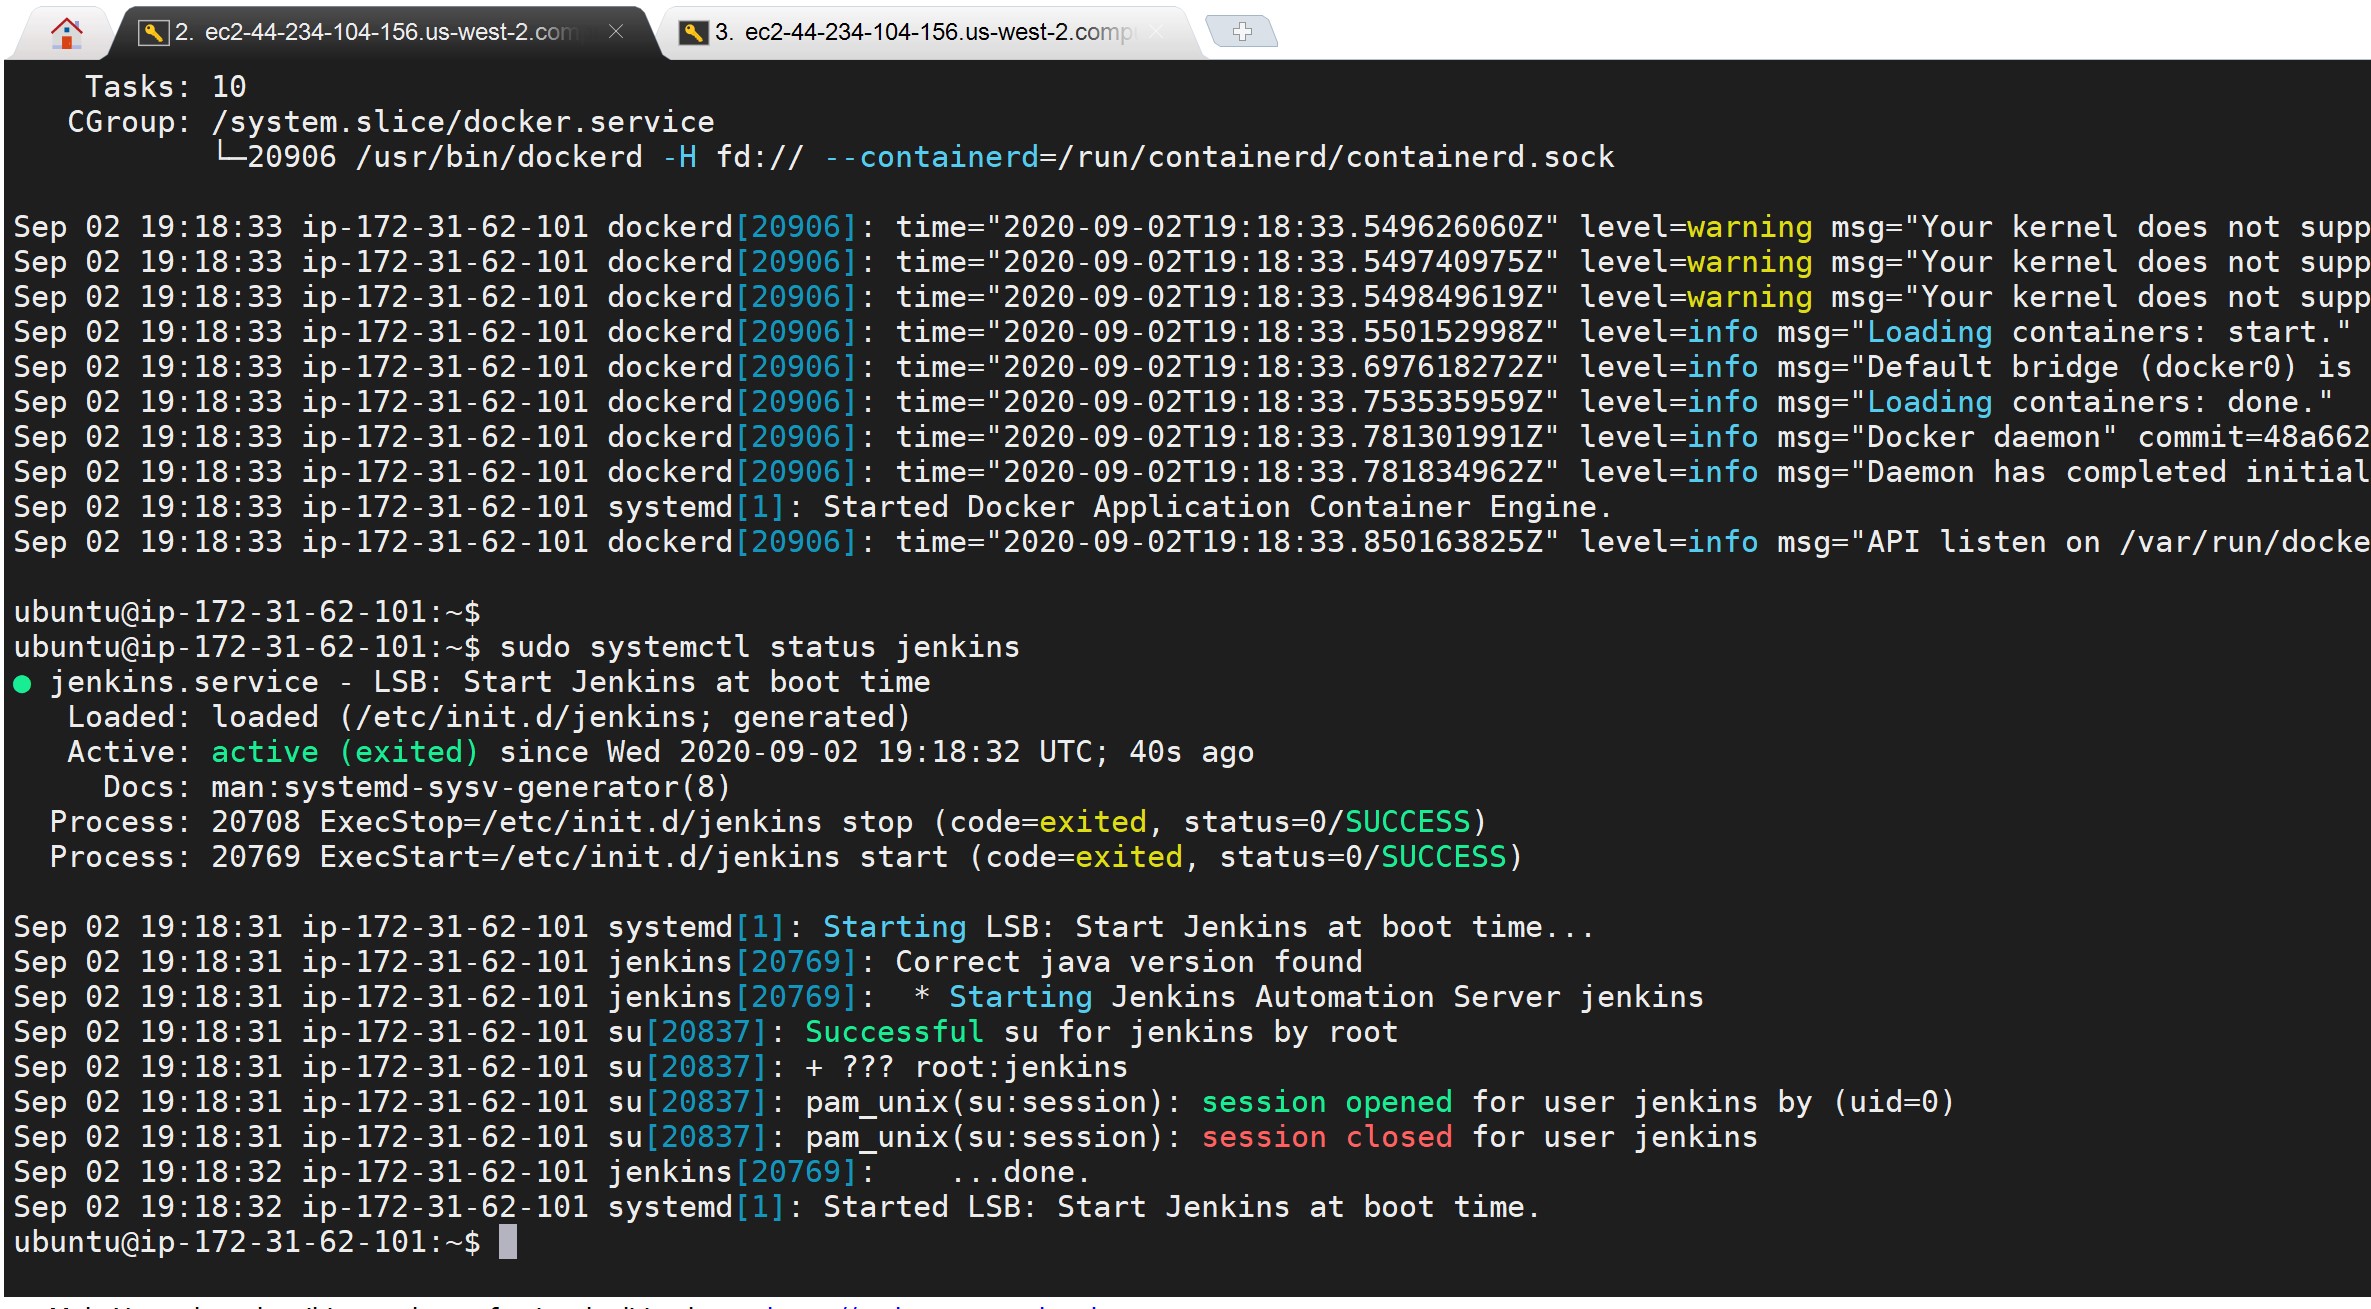 2. ec2-44-234-104-156.us-west-2.com
3. ec2-44-234-104-156.us-west-2.comp
    Tasks: 10
   CGroup: /system.slice/docker.service
           └─20906 /usr/bin/dockerd -H fd:// --containerd=/run/containerd/containerd.sock

Sep 02 19:18:33 ip-172-31-62-101 dockerd[20906]: time="2020-09-02T19:18:33.549626060Z" level=warning msg="Your kernel does not supp
Sep 02 19:18:33 ip-172-31-62-101 dockerd[20906]: time="2020-09-02T19:18:33.549740975Z" level=warning msg="Your kernel does not supp
Sep 02 19:18:33 ip-172-31-62-101 dockerd[20906]: time="2020-09-02T19:18:33.549849619Z" level=warning msg="Your kernel does not supp
Sep 02 19:18:33 ip-172-31-62-101 dockerd[20906]: time="2020-09-02T19:18:33.550152998Z" level=info msg="Loading containers: start."
Sep 02 19:18:33 ip-172-31-62-101 dockerd[20906]: time="2020-09-02T19:18:33.697618272Z" level=info msg="Default bridge (docker0) is
Sep 02 19:18:33 ip-172-31-62-101 dockerd[20906]: time="2020-09-02T19:18:33.753535959Z" level=info msg="Loading containers: done."
Sep 02 19:18:33 ip-172-31-62-101 dockerd[20906]: time="2020-09-02T19:18:33.781301991Z" level=info msg="Docker daemon" commit=48a662
Sep 02 19:18:33 ip-172-31-62-101 dockerd[20906]: time="2020-09-02T19:18:33.781834962Z" level=info msg="Daemon has completed initial
Sep 02 19:18:33 ip-172-31-62-101 systemd[1]: Started Docker Application Container Engine.
Sep 02 19:18:33 ip-172-31-62-101 dockerd[20906]: time="2020-09-02T19:18:33.850163825Z" level=info msg="API listen on /var/run/docke

ubuntu@ip-172-31-62-101:~$
ubuntu@ip-172-31-62-101:~$ sudo systemctl status jenkins
● jenkins.service - LSB: Start Jenkins at boot time
   Loaded: loaded (/etc/init.d/jenkins; generated)
   Active: active (exited) since Wed 2020-09-02 19:18:32 UTC; 40s ago
     Docs: man:systemd-sysv-generator(8)
  Process: 20708 ExecStop=/etc/init.d/jenkins stop (code=exited, status=0/SUCCESS)
  Process: 20769 ExecStart=/etc/init.d/jenkins start (code=exited, status=0/SUCCESS)

Sep 02 19:18:31 ip-172-31-62-101 systemd[1]: Starting LSB: Start Jenkins at boot time...
Sep 02 19:18:31 ip-172-31-62-101 jenkins[20769]: Correct java version found
Sep 02 19:18:31 ip-172-31-62-101 jenkins[20769]:  * Starting Jenkins Automation Server jenkins
Sep 02 19:18:31 ip-172-31-62-101 su[20837]: Successful su for jenkins by root
Sep 02 19:18:31 ip-172-31-62-101 su[20837]: + ??? root:jenkins
Sep 02 19:18:31 ip-172-31-62-101 su[20837]: pam_unix(su:session): session opened for user jenkins by (uid=0)
Sep 02 19:18:31 ip-172-31-62-101 su[20837]: pam_unix(su:session): session closed for user jenkins
Sep 02 19:18:32 ip-172-31-62-101 jenkins[20769]:    ...done.
Sep 02 19:18:32 ip-172-31-62-101 systemd[1]: Started LSB: Start Jenkins at boot time.
ubuntu@ip-172-31-62-101:~$